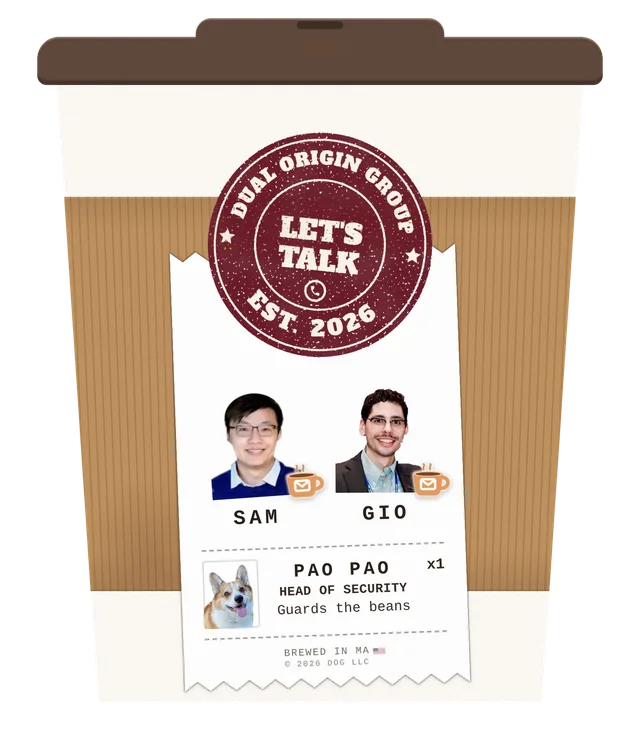 DUAL ORIGIN GROUP
LET'S
TALK
EST. 2026
SAM
GIO
PAO PAO
x1
HEAD OF SECURITY
Guards the beans
BREWED IN MA
© 2026 DOG LLC